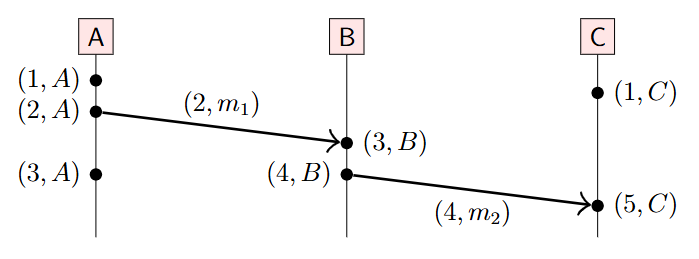 A B C
(1, A)
(1, C)
(2, m₁)
(2, A)
(3, B)
(3, A)
(4, B)
(5, C)
(4, m₂)